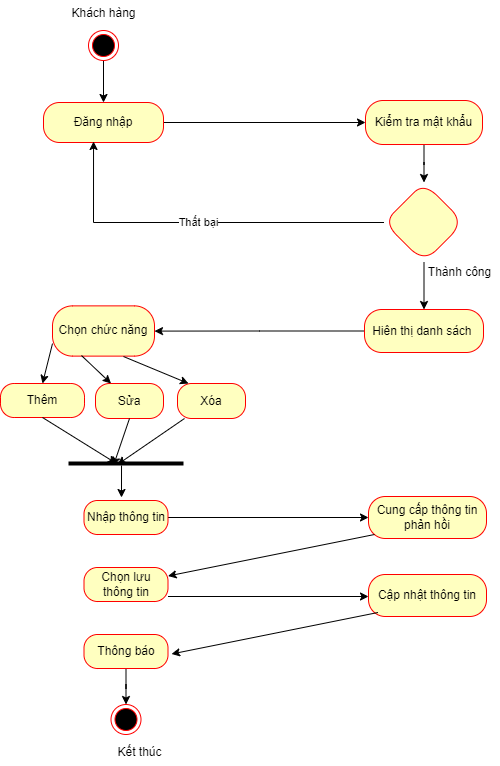 Khách hàng
Đăng nhập
Kiểm tra mật khẩu
Thất bại
Thành công
Chọn chức năng
Hiên thị danh sách
Thêm
Sửa
Xóa
Nhập thông tin
Cung cấp thông tin
phản hồi
Chọn lưu
thông tin
Cập nhật thông tin
Thông báo
Kết thúc